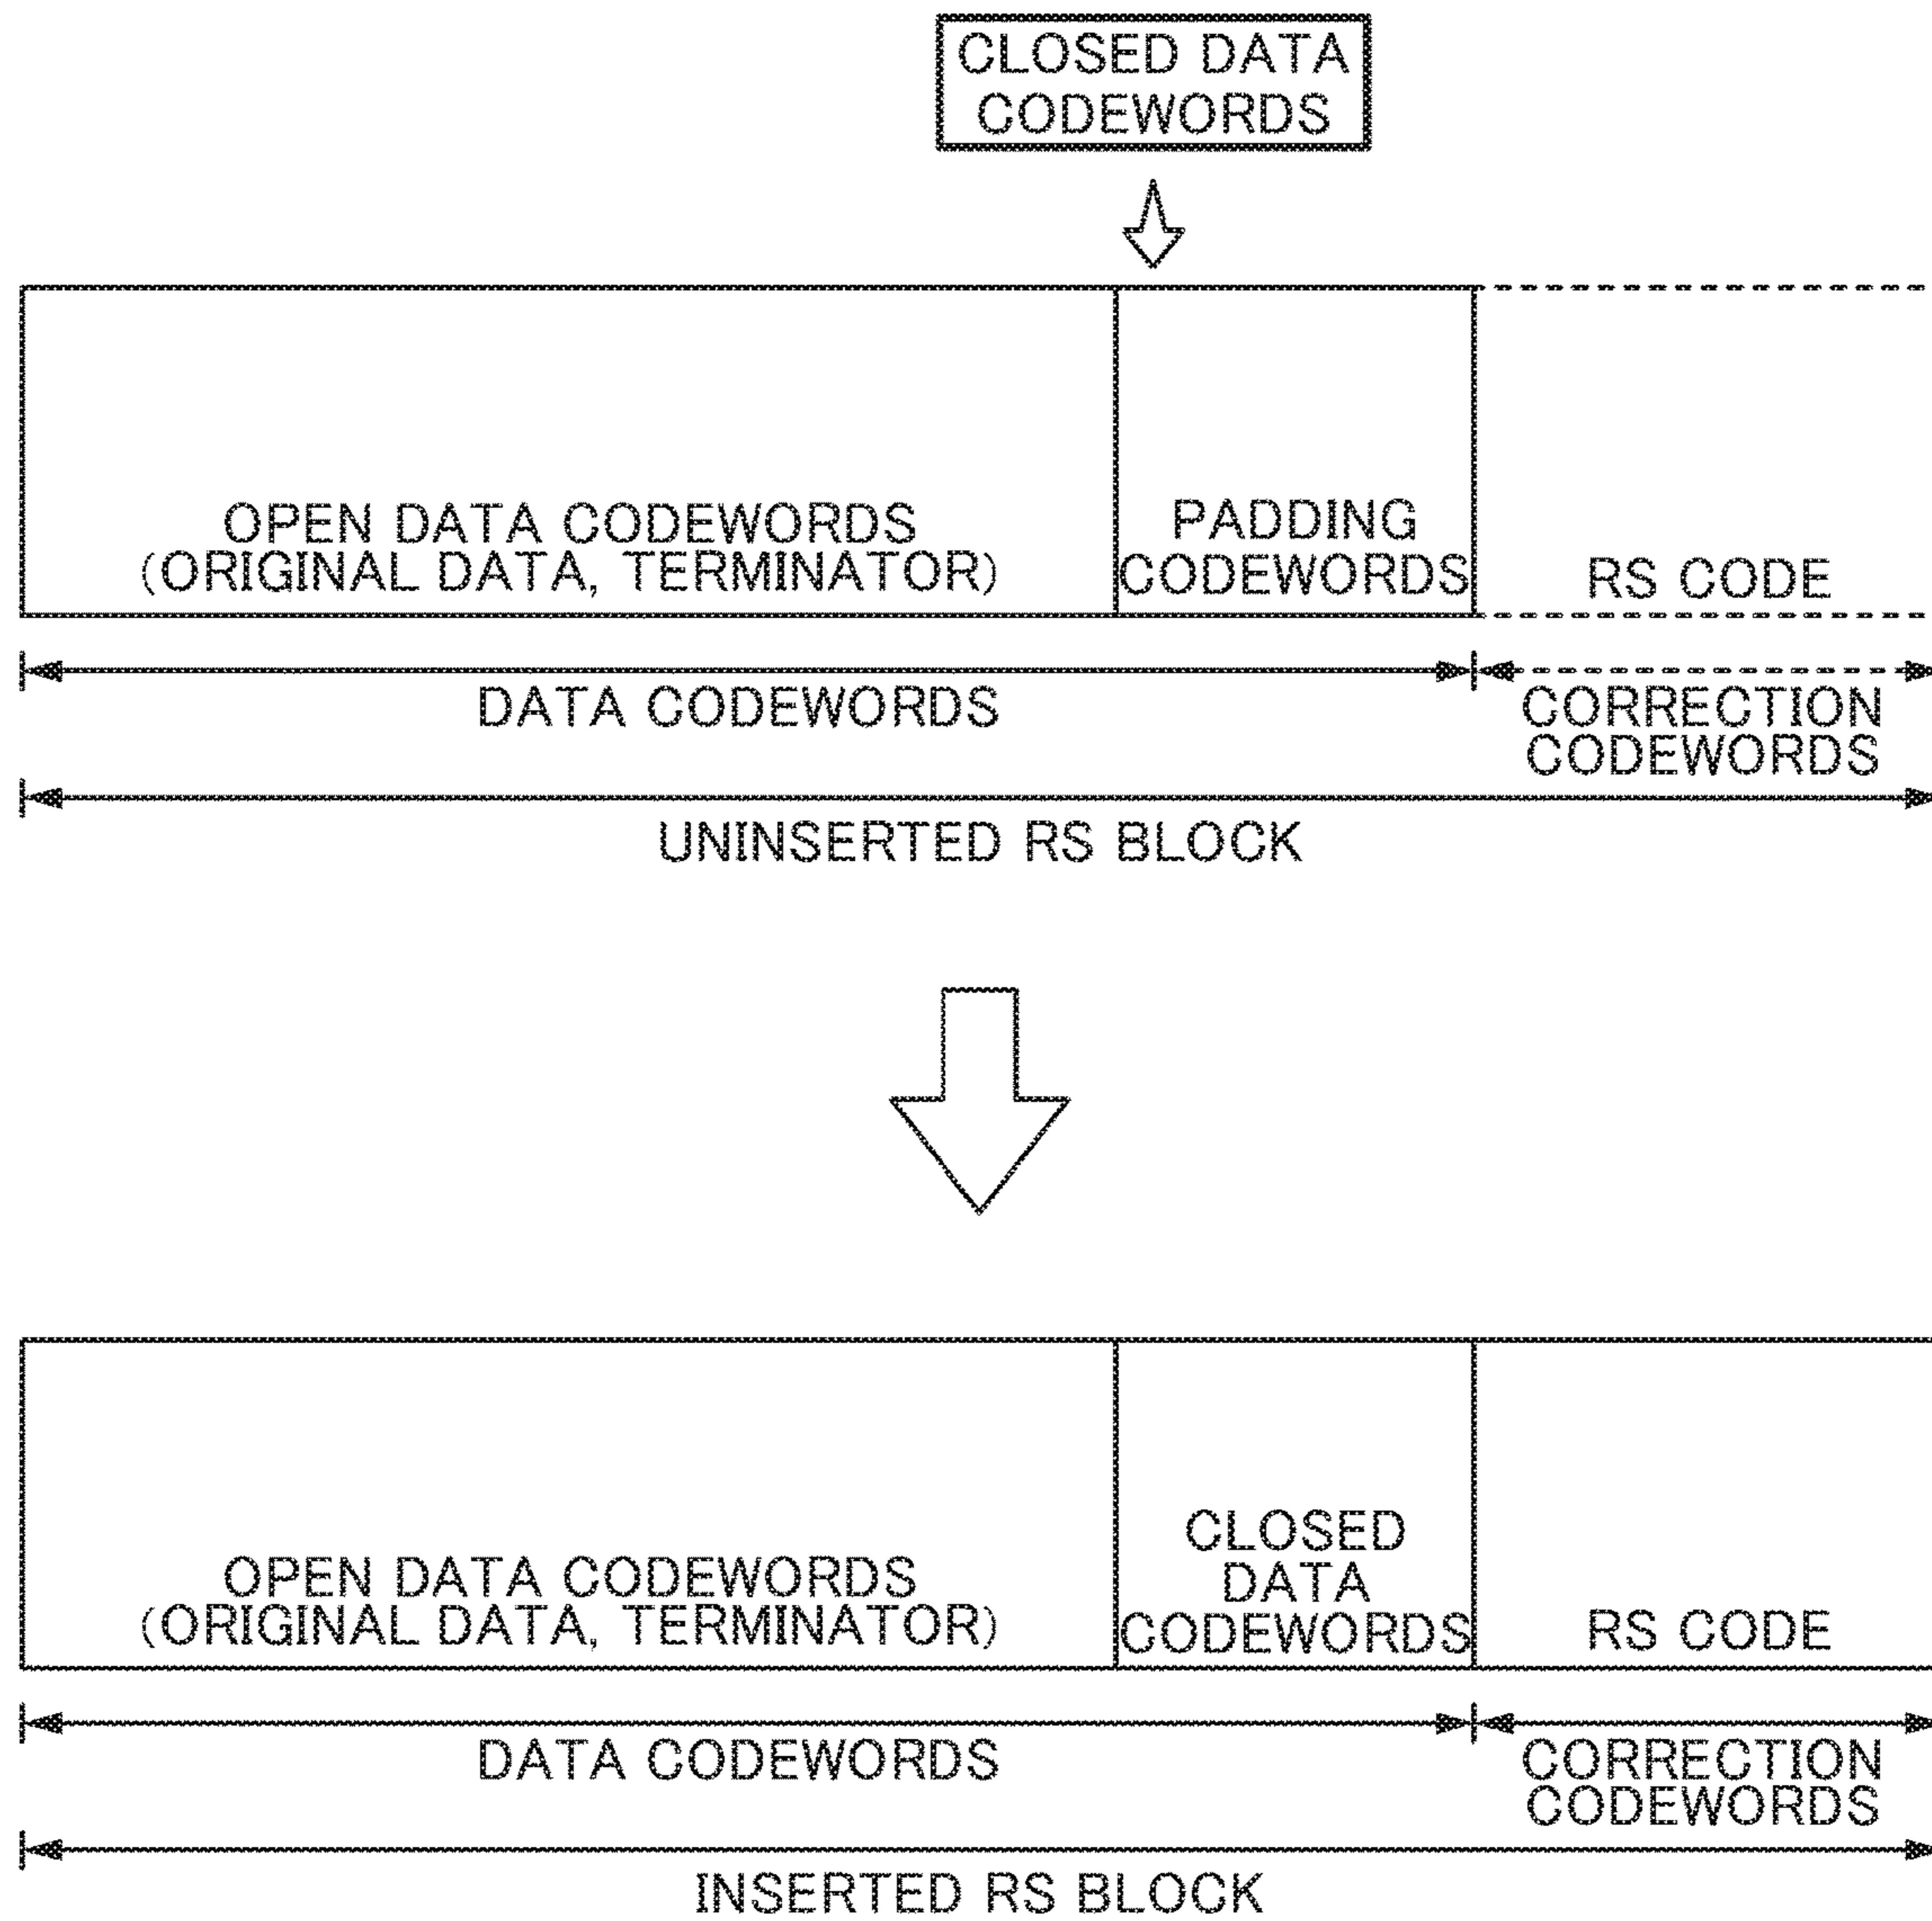 CLOSED DATA
CODEWORDS
OPEN DATA CODEWORDS
(ORIGINAL DATA, TERMINATOR)
PADDING
CODEWORDS
RS CODE
DATA CODEWORDS
CORRECTION
CODEWORDS
UNINSERTED RS BLOCK
OPEN DATA CODEWORDS
(ORIGINAL DATA, TERMINATOR)
CLOSED
DATA
CODEWORDS
RS CODE
DATA CODEWORDS
CORRECTION
CODEWORDS
INSERTED RS BLOCK